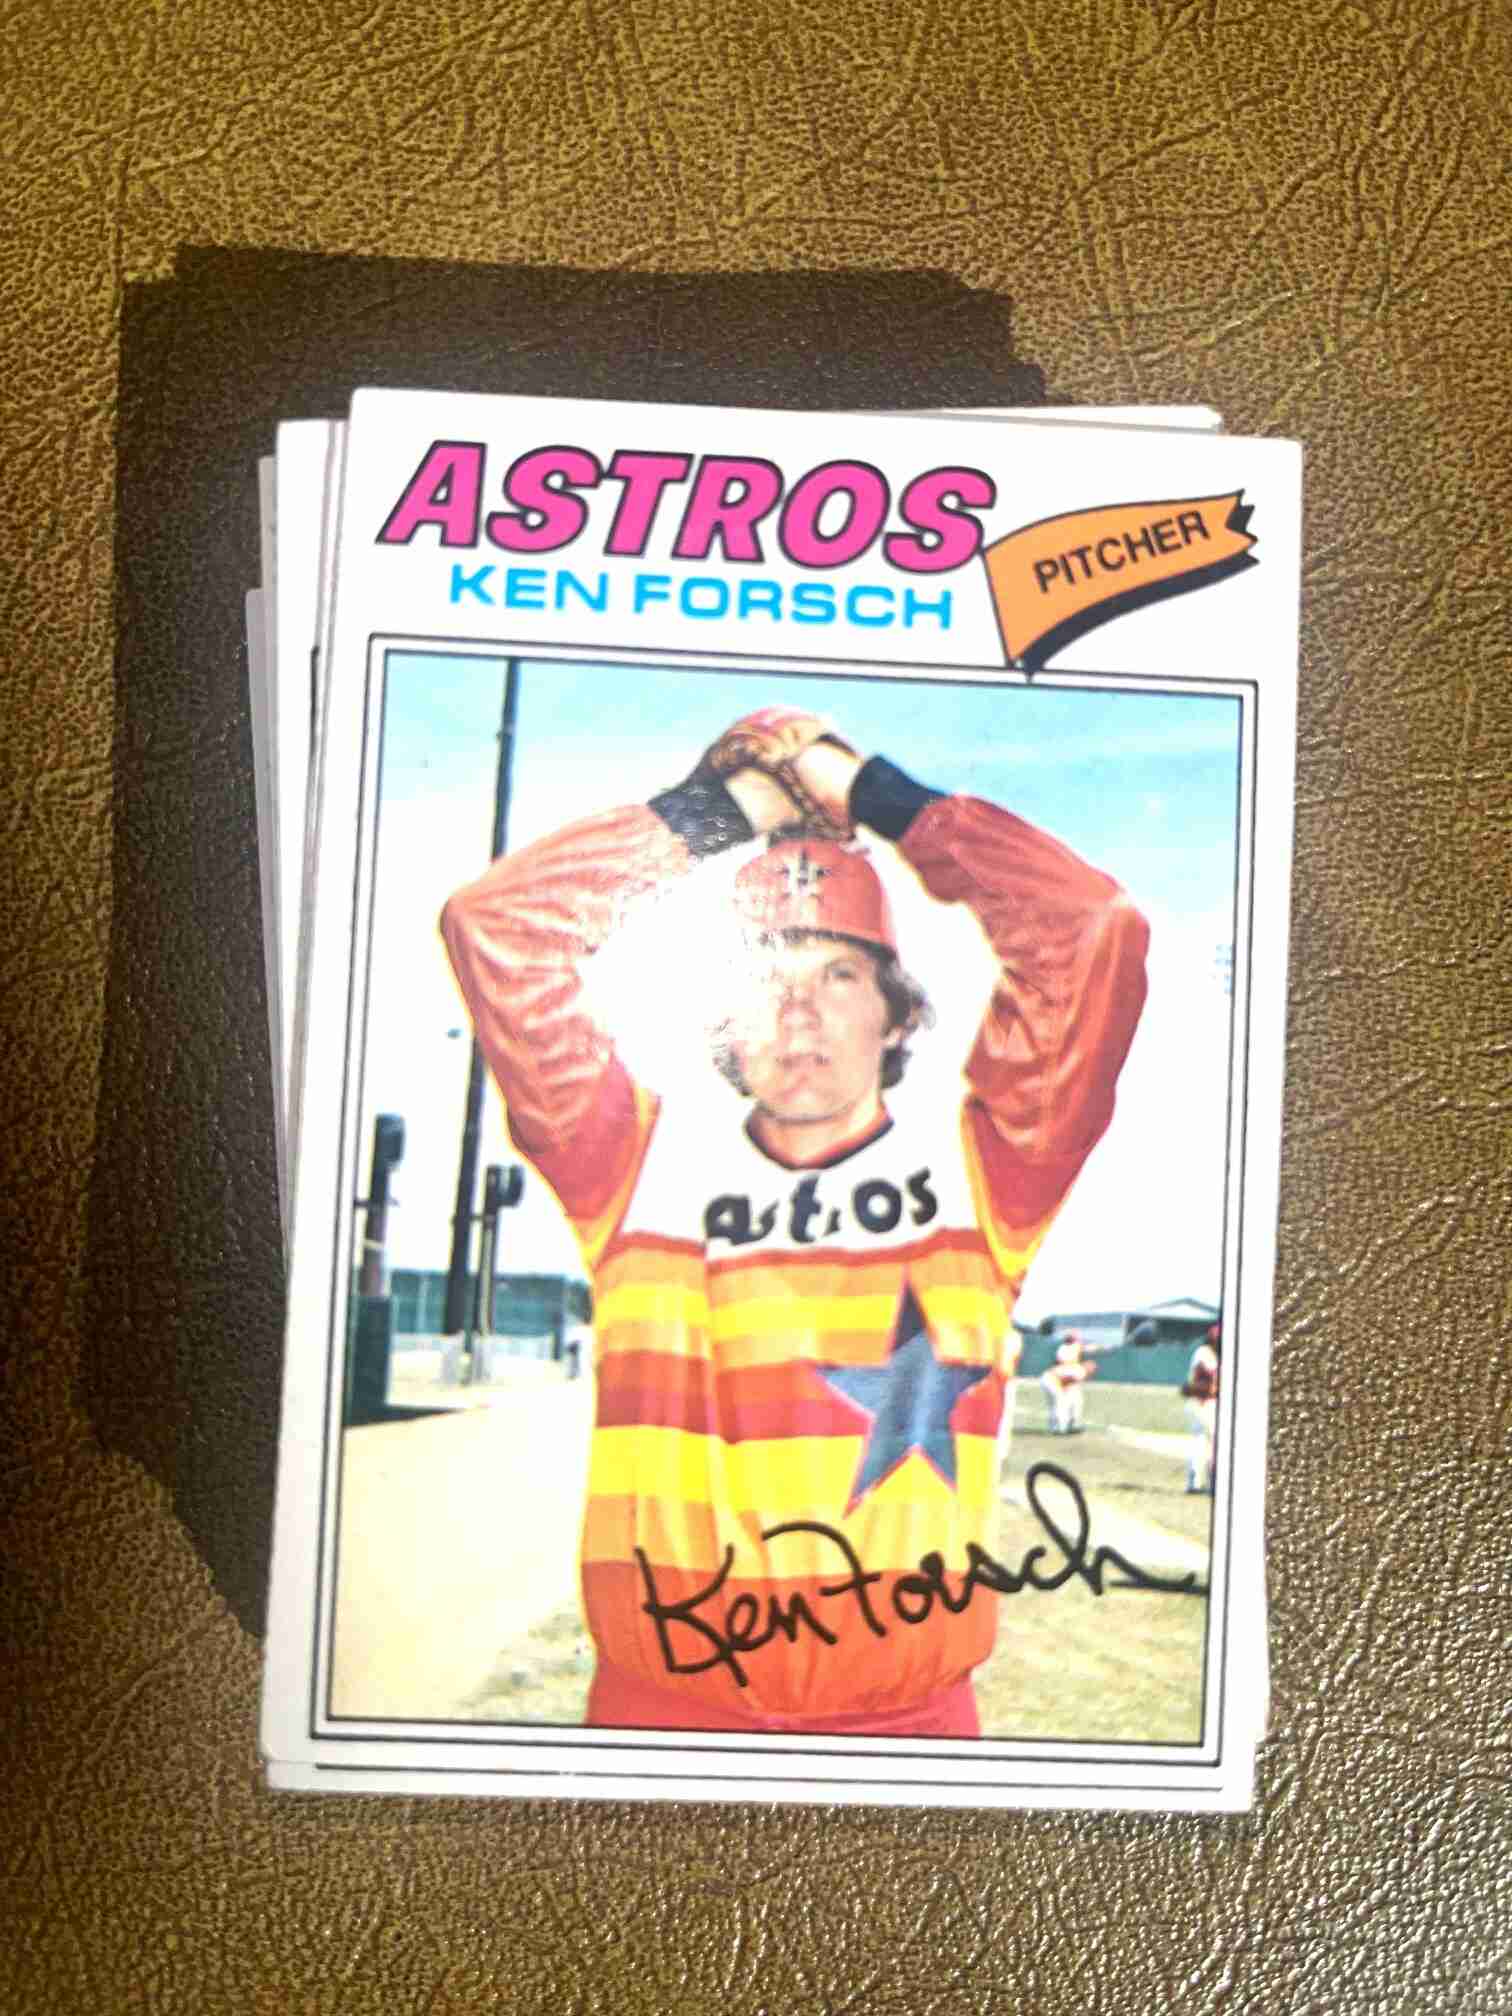 ASTROS
PITCHER
KEN FORSCH
H
astros
Ken Forsch